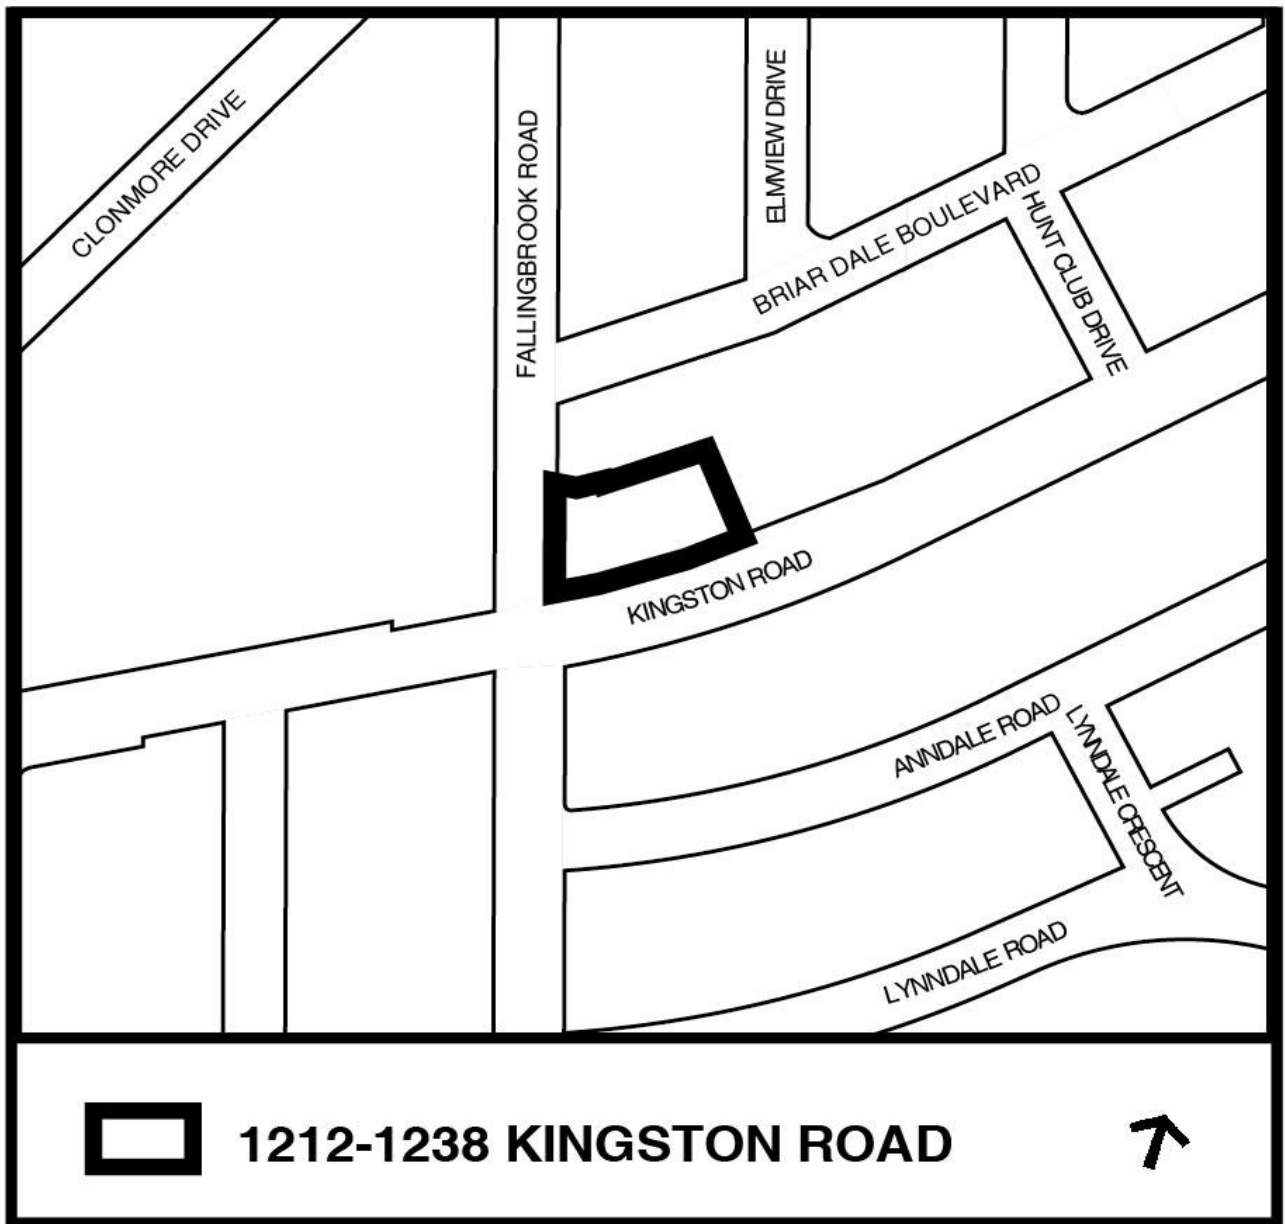 CLONMORE DRIVE
FALLINGBROOK ROAD
ELMVIEW DRIVE
BRIAR DALE BOULEVARD
HUNT CLUB DRIVE
KINGSTON ROAD
ANNDALE ROAD
LYNNDALE CRESCENT
LYNNDALE ROAD
1212-1238 KINGSTON ROAD